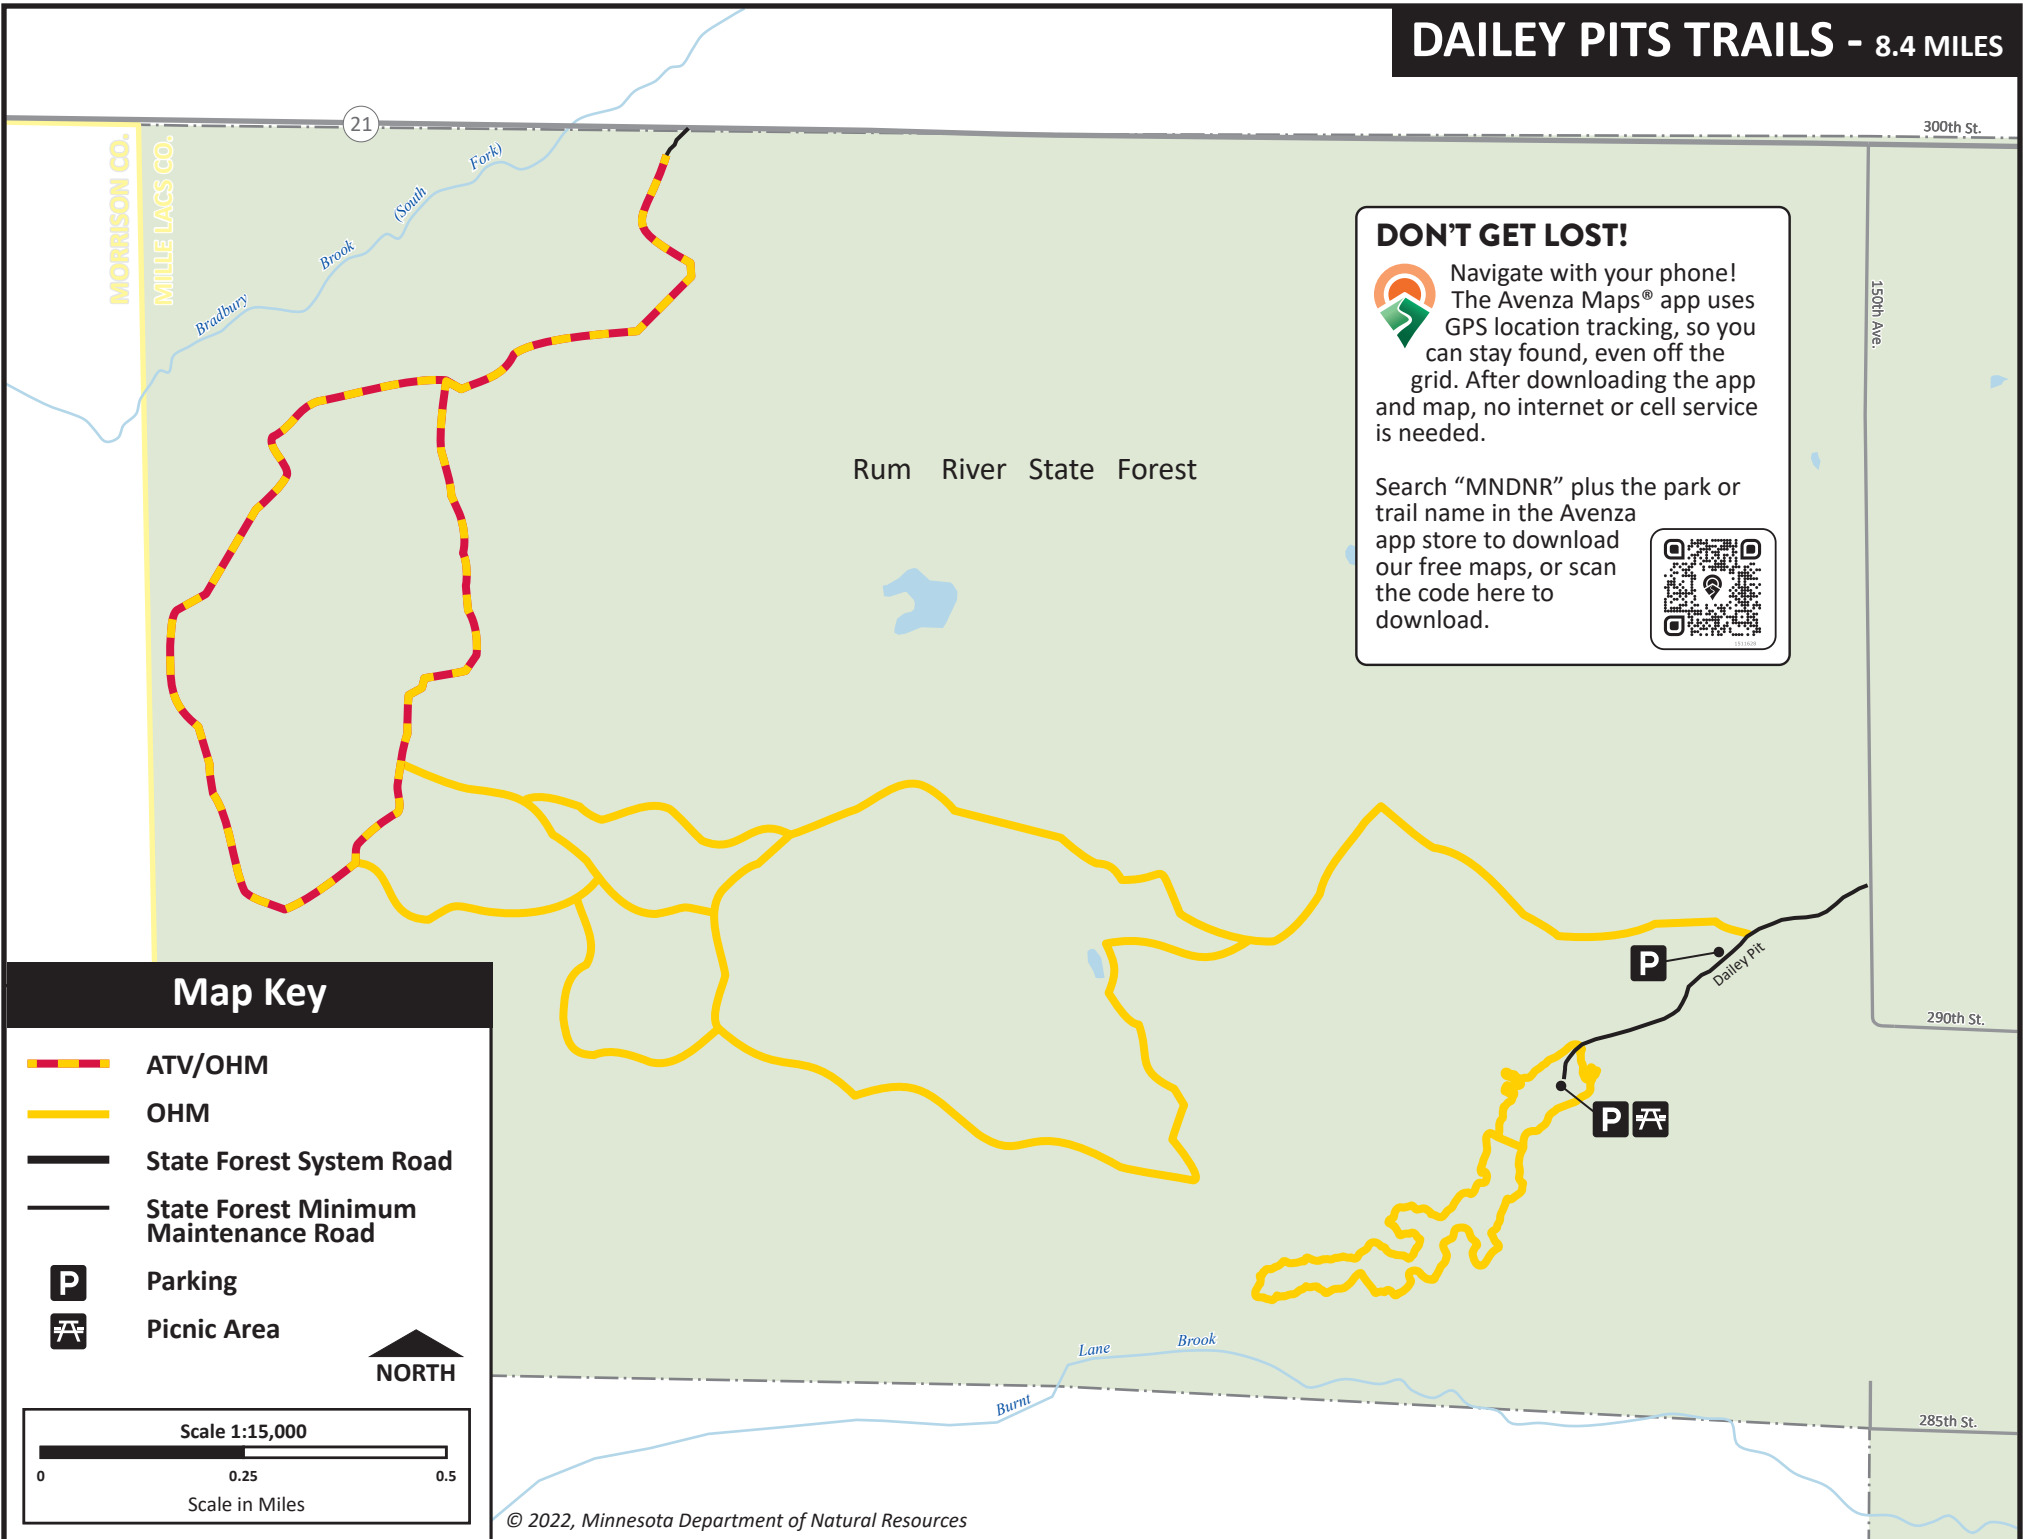 DAILEY PITS TRAILS - 8.4 MILES
21
300th St.
MORRISON CO.
MILLE LACS CO.
Bradbury Brook (South Fork)
150th Ave.
DON'T GET LOST!
Navigate with your phone!
The Avenza Maps® app uses
GPS location tracking, so you
can stay found, even off the
grid. After downloading the app
and map, no internet or cell service
is needed.
Search “MNDNR” plus the park or
trail name in the Avenza
app store to download
our free maps, or scan
the code here to
download.
Rum River State Forest
P
Dailey Pit
290th St.
P
Map Key
ATV/OHM
OHM
State Forest System Road
State Forest Minimum
Maintenance Road
P Parking
Picnic Area
NORTH
Scale 1:15,000
0 0.25 0.5
Scale in Miles
Burnt Lane Brook
285th St.
© 2022, Minnesota Department of Natural Resources